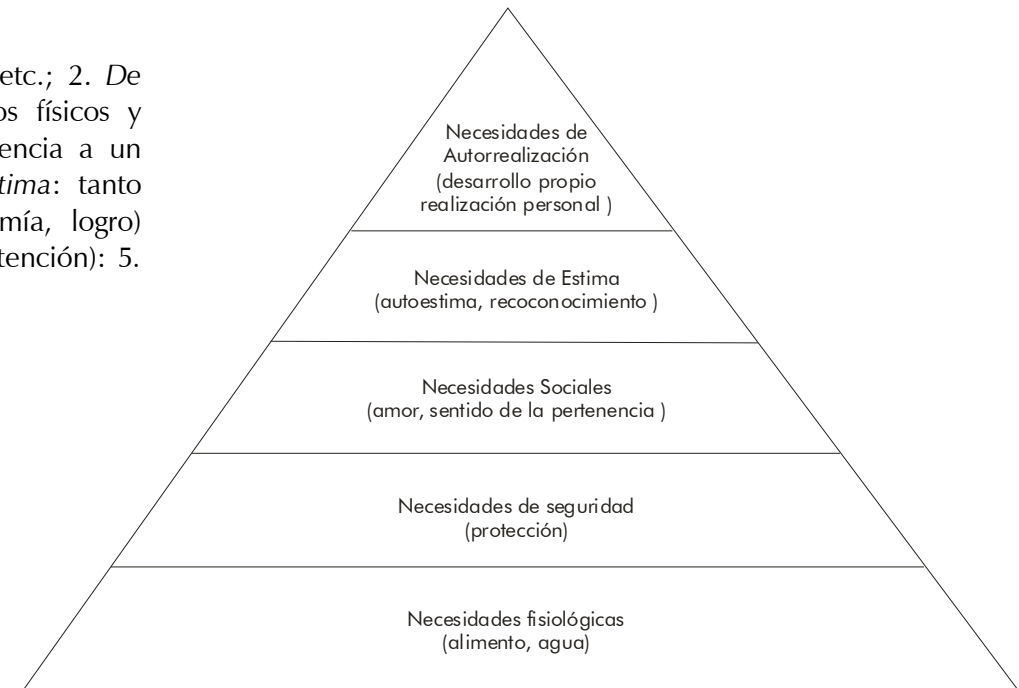 etc.; 2. De
os físicos y
encia a un
tima: tanto
mía, logro)
tención): 5.
Necesidades de
Autorrealización
(desarrollo propio
realización personal )
Necesidades de Estima
(autoestima, recoconocimiento )
Necesidades Sociales
(amor, sentido de la pertenencia )
Necesidades de seguridad
(protección)
Necesidades fisiológicas
(alimento, agua)